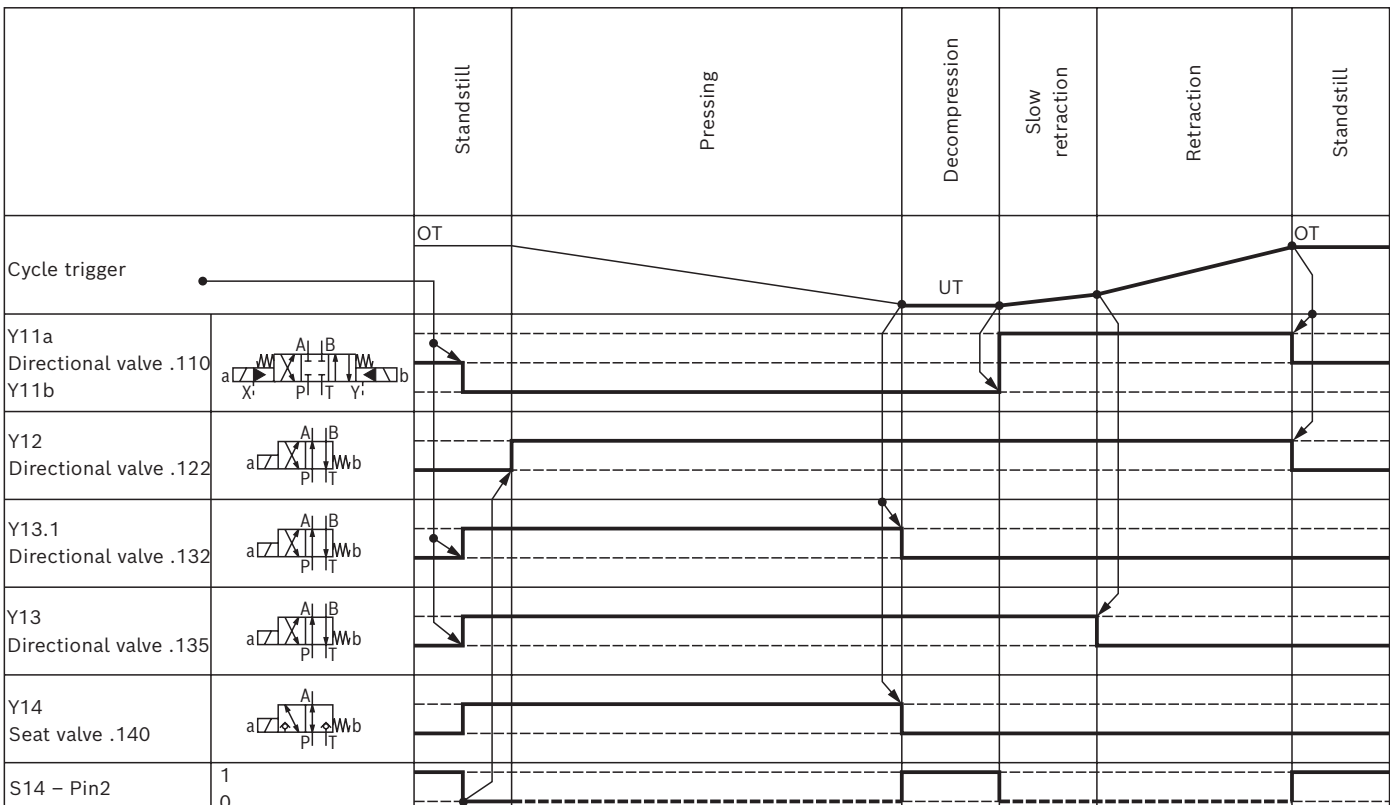 Standstill
Pressing
Decompression
Slow
retraction
Retraction
Standstill
OT
OT
Cycle trigger
UT
Y11a
Directional valve .110
Y11b
A B
a b
X P T Y
Y12
Directional valve .122
A B
a b
P T
Y13.1
Directional valve .132
A B
a b
P T
Y13
Directional valve .135
A B
a b
P T
Y14
Seat valve .140
A
a b
P T
S14 – Pin2
1
0